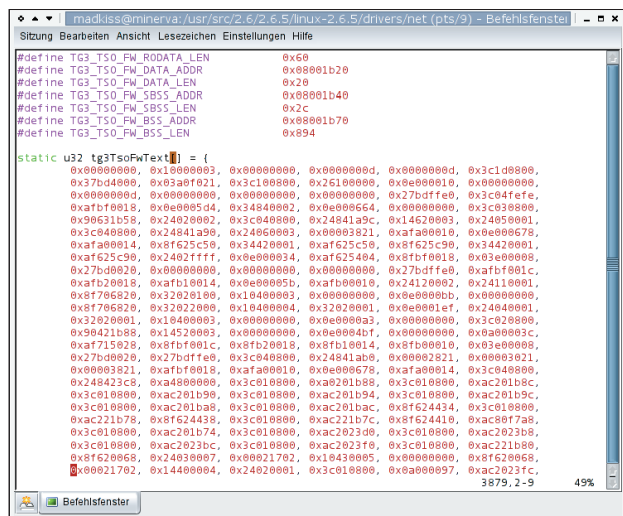 madkiss@minerva:/usr/src/2.6/2.6.5/linux-2.6.5/drivers/net (pts/9) - Befehlsfenster
Sitzung Bearbeiten Ansicht Lesezeichen Einstellungen Hilfe
#define TG3_TSO_FW_RODATA_LEN 0x60
#define TG3_TSO_FW_DATA_ADDR 0x08001b20
#define TG3_TSO_FW_DATA_LEN 0x20
#define TG3_TSO_FW_SBSS_ADDR 0x08001b40
#define TG3_TSO_FW_SBSS_LEN 0x2c
#define TG3_TSO_FW_BSS_ADDR 0x08001b70
#define TG3_TSO_FW_BSS_LEN 0x894
static u32 tg3TsoFwText[] = {
0x00000000, 0x10000003, 0x00000000, 0x0000000d, 0x0000000d, 0x3c1d0800,
0x37bd4000, 0x03a0f021, 0x3c100800, 0x26100000, 0x0e000010, 0x00000000,
0x0000000d, 0x00000000, 0x00000000, 0x00000000, 0x27bdffe0, 0x3c04fefe,
0xafbf0018, 0x0e0005d4, 0x34840002, 0x0e000664, 0x00000000, 0x3c030800,
0x90631b58, 0x24020002, 0x3c040800, 0x24841a9c, 0x14620003, 0x24050001,
0x3c040800, 0x24841a90, 0x24060003, 0x00003821, 0xafa00010, 0x0e000678,
0xafa00014, 0x8f625c50, 0x34420001, 0xaf625c50, 0x8f625c90, 0x34420001,
0xaf625c90, 0x2402ffff, 0x0e000034, 0xaf625404, 0x8fbf0018, 0x03e00008,
0x27bd0020, 0x00000000, 0x00000000, 0x00000000, 0x27bdffe0, 0xafbf001c,
0xafb20018, 0xafb10014, 0x0e00005b, 0xafb00010, 0x24120002, 0x24110001,
0x8f706820, 0x32020100, 0x10400003, 0x00000000, 0x0e0000bb, 0x00000000,
0x8f706820, 0x32022000, 0x10400004, 0x32020001, 0x0e0001ef, 0x24040001,
0x32020001, 0x10400003, 0x00000000, 0x0e0000a3, 0x00000000, 0x3c020800,
0x90421b88, 0x14520003, 0x00000000, 0x0e0004bf, 0x00000000, 0x0a00003c,
0xaf715028, 0x8fbf001c, 0x8fb20018, 0x8fb10014, 0x8fb00010, 0x03e00008,
0x27bd0020, 0x27bdffe0, 0x3c040800, 0x24841ab0, 0x00002821, 0x00003021,
0x00003821, 0xafbf0018, 0xafa00010, 0x0e000678, 0xafa00014, 0x3c040800,
0x248423c8, 0xa4800000, 0x3c010800, 0xa0201b88, 0x3c010800, 0xac201b8c,
0x3c010800, 0xac201b90, 0x3c010800, 0xac201b94, 0x3c010800, 0xac201b9c,
0x3c010800, 0xac201ba8, 0x3c010800, 0xac201bac, 0x8f624434, 0x3c010800,
0xac221b78, 0x8f624438, 0x3c010800, 0xac221b7c, 0x8f624410, 0xac80f7a8,
0x3c010800, 0xac201b74, 0x3c010800, 0xac2023d0, 0x3c010800, 0xac2023b8,
0x3c010800, 0xac2023bc, 0x3c010800, 0xac2023f0, 0x3c010800, 0xac221b80,
0x8f620068, 0x24030007, 0x00021702, 0x10430005, 0x00000000, 0x8f620068,
0x00021702, 0x14400004, 0x24020001, 0x3c010800, 0x0a000097, 0xac2023fc,
3879,2-9 49%
Befehlsfenster